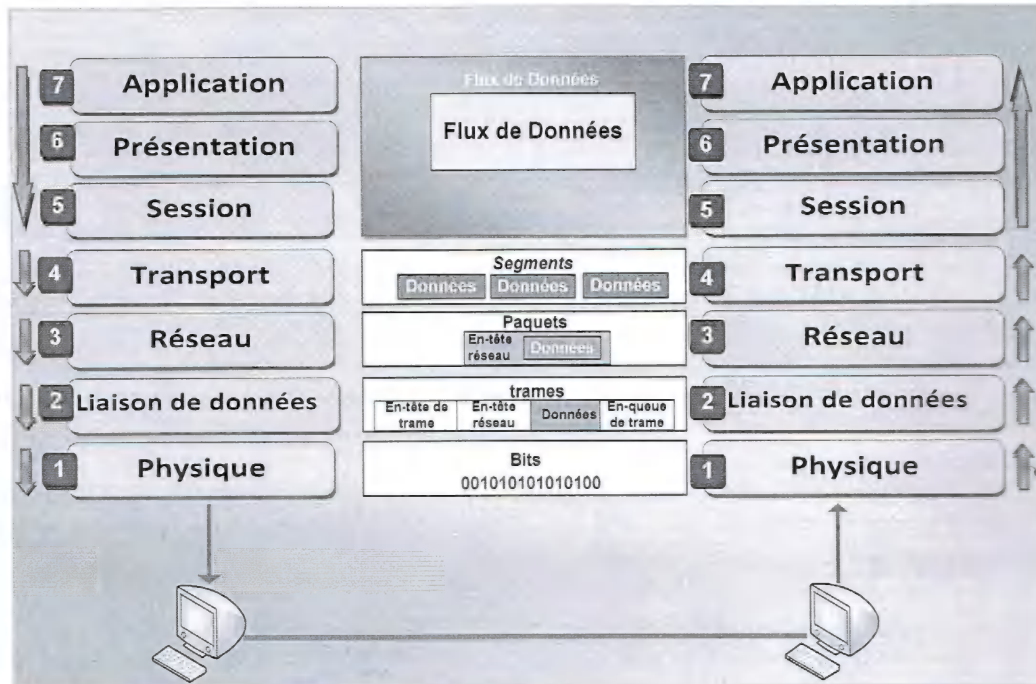 7
Application
6
Présentation
5
Session
4
Transport
3
Réseau
2
Liaison de données
1
Physique
Flux de Données
Flux de Données
Segments
Données Données Données
Paquets
En-tête
réseau
Données
trames
En-tête de
trame
En-tête
réseau
Données
En-queue
de trame
Bits
001010101010100
7
Application
6
Présentation
5
Session
4
Transport
3
Réseau
2
Liaison de données
1
Physique